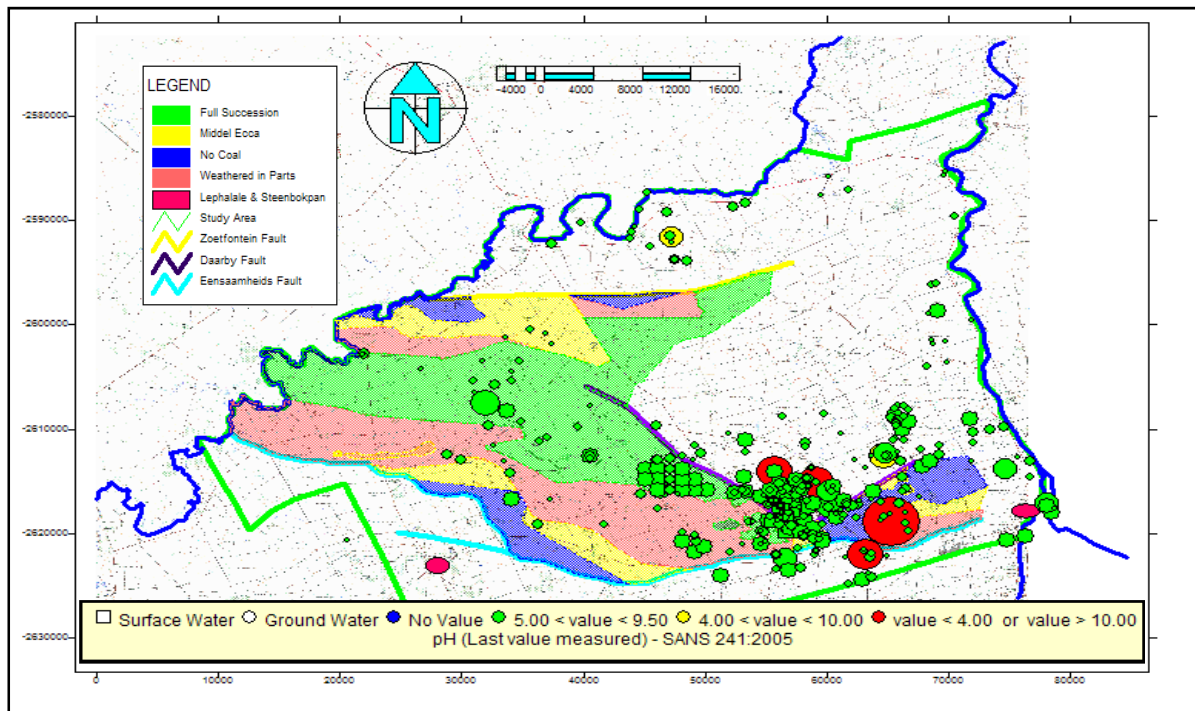 LEGEND
Full Succession
Middel Ecca
No Coal
Weathered in Parts
Lephalale & Steenbokpan
Study Area
Zoetfontein Fault
Daarby Fault
Eensaamheids Fault
N
-4000 0 4000 8000 12000 16000
-2580000
-2590000
-2600000
-2610000
-2620000
-2630000
Surface Water Ground Water No Value 5.00 < value < 9.50 4.00 < value < 10.00 value < 4.00 or value > 10.00
pH (Last value measured) - SANS 241:2005
0 10000 20000 30000 40000 50000 60000 70000 80000